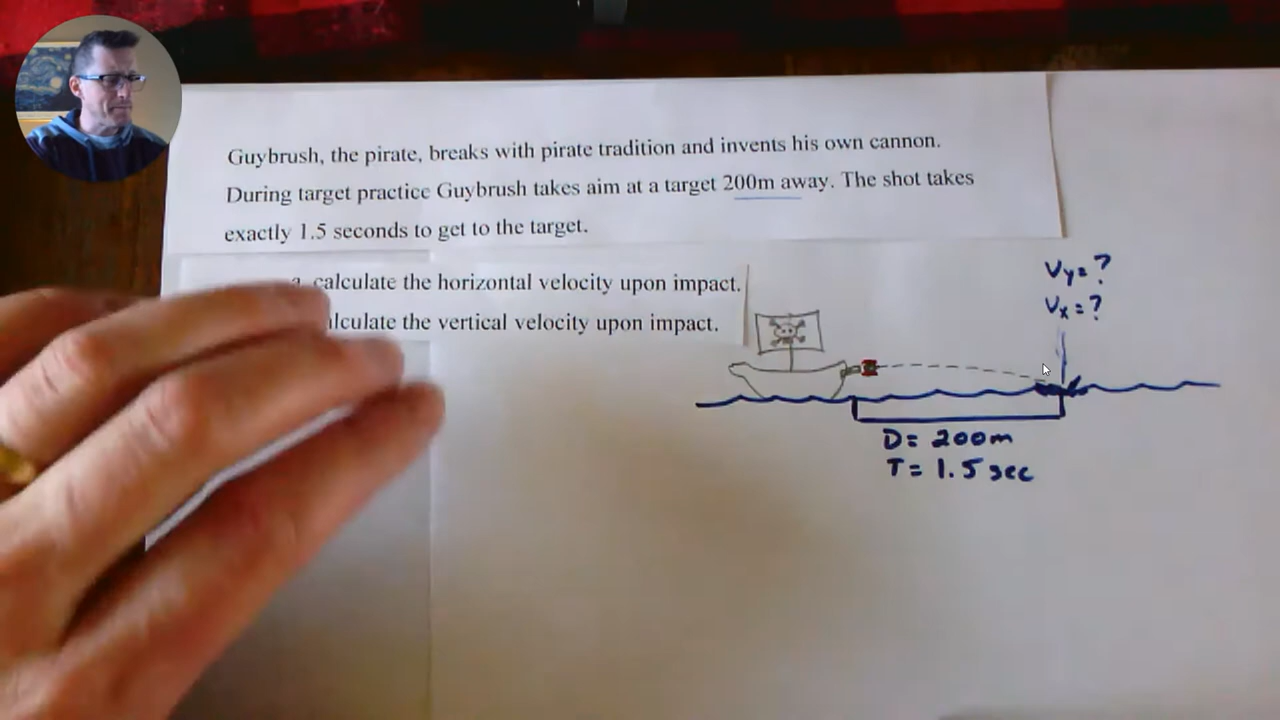 Guybrush, the pirate, breaks with pirate tradition and invents his own cannon.
During target practice Guybrush takes aim at a target 200m away. The shot takes
exactly 1.5 seconds to get to the target.
calculate the horizontal velocity upon impact.
alculate the vertical velocity upon impact.
Vy=?
Vx=?
D= 200m
T= 1.5 sec